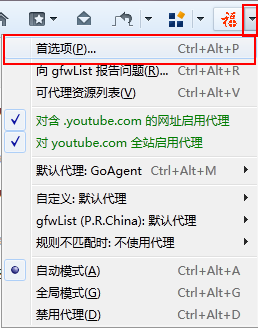 福
首选项(P)... Ctrl+Alt+P
向 gfwList 报告问题(R)... Ctrl+Alt+R
可代理资源列表(V) Ctrl+Alt+V
对含 .youtube.com 的网址启用代理
对 youtube.com 全站启用代理
默认代理: GoAgent Ctrl+Alt+M
自定义: 默认代理
gfwList (P.R.China): 默认代理
规则不匹配时: 不使用代理
自动模式(A) Ctrl+Alt+A
全局模式(G) Ctrl+Alt+G
禁用代理(D) Ctrl+Alt+D